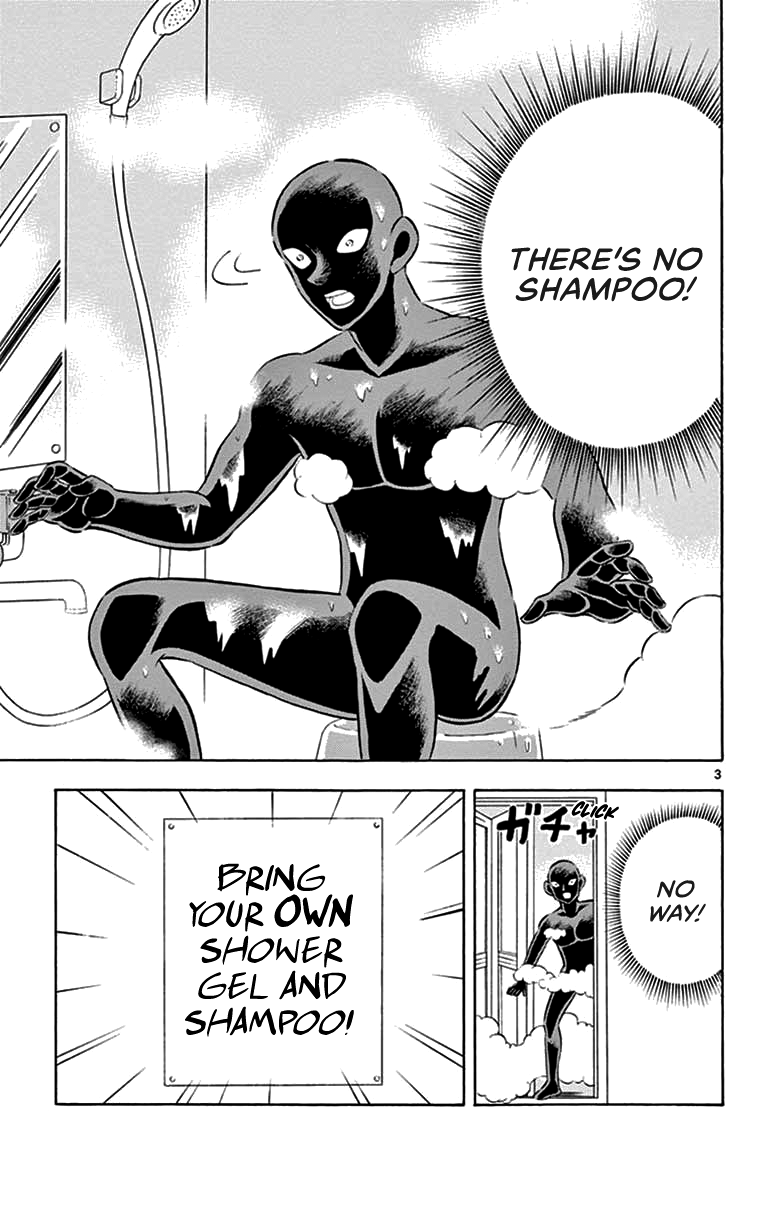 THERE'S NO
SHAMPOO!
3
NO
WAY!
ガチャ
CLICK
BRING
YOUR OWN
SHOWER
GEL AND
SHAMPOO!